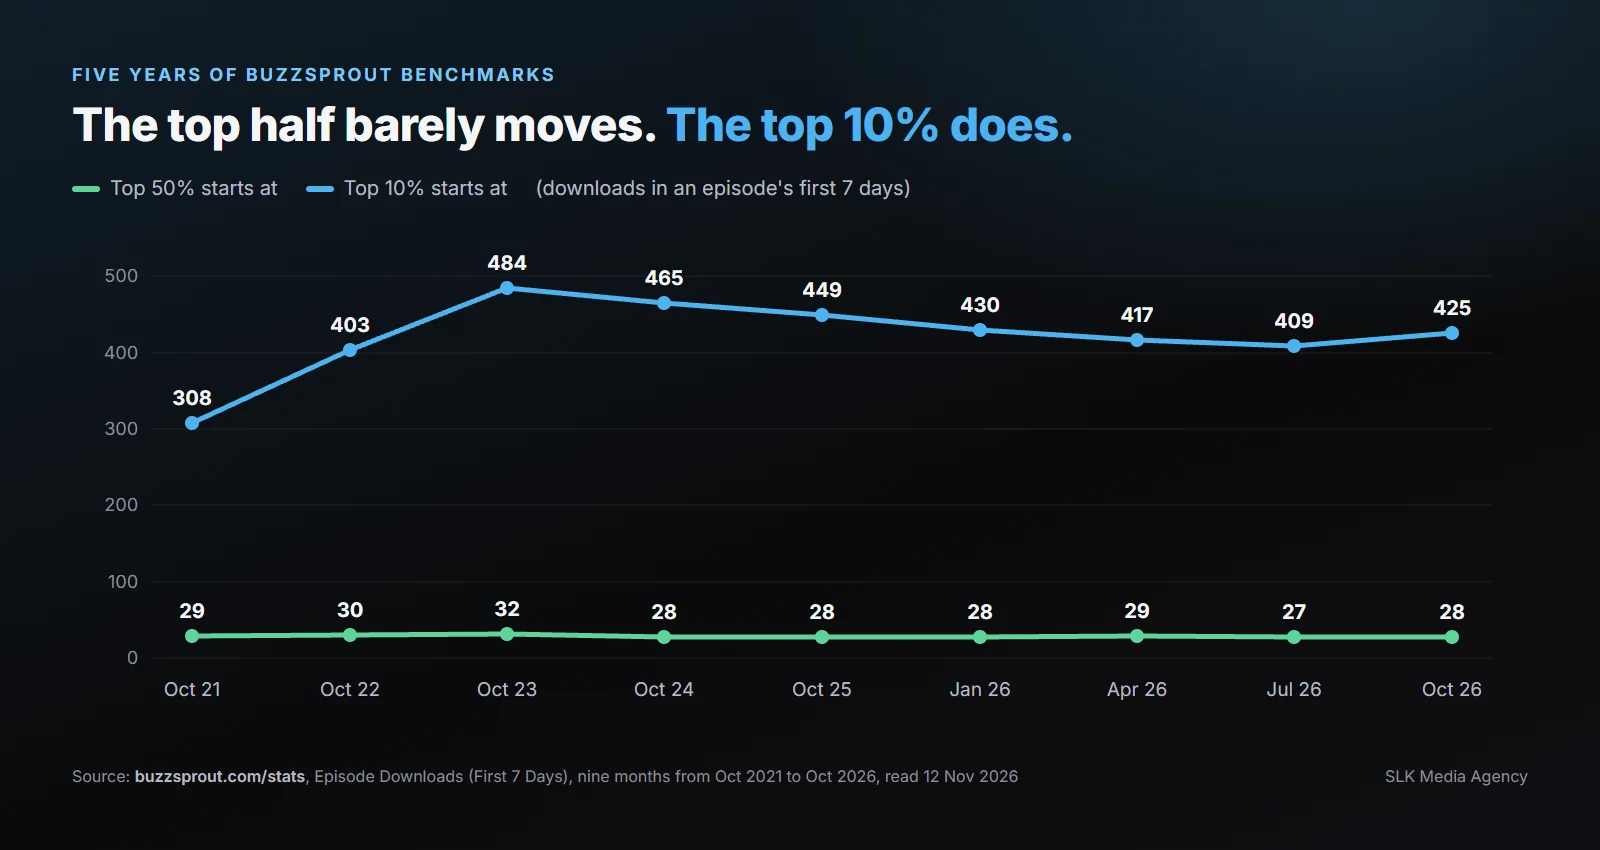 FIVE YEARS OF BUZZSPROUT BENCHMARKS
The top half barely moves. The top 10% does.
Top 50% starts at Top 10% starts at (downloads in an episode's first 7 days)
500
400
300
200
100
0
308 403 484 465 449 430 417 409 425
29 30 32 28 28 28 29 27 28
Oct 21 Oct 22 Oct 23 Oct 24 Oct 25 Jan 26 Apr 26 Jul 26 Oct 26
Source: buzzsprout.com/stats, Episode Downloads (First 7 Days), nine months from Oct 2021 to Oct 2026, read 12 Nov 2026
SLK Media Agency